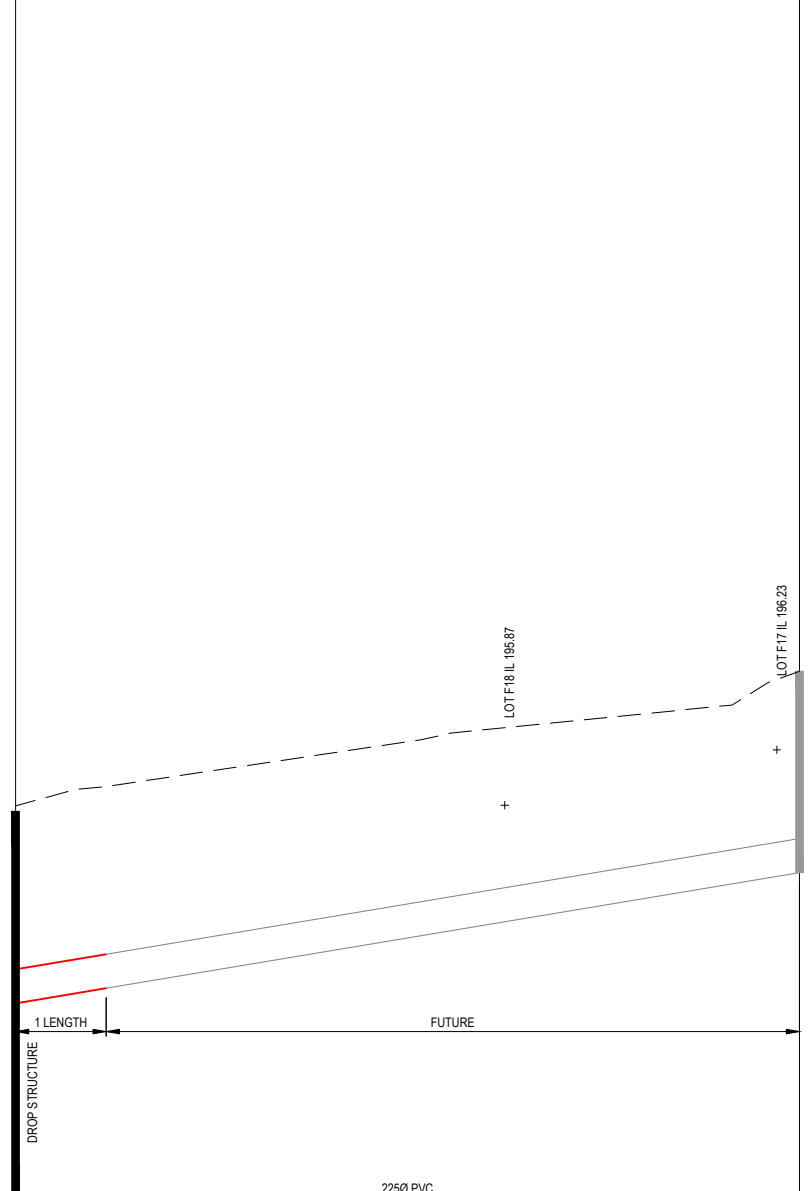 LOT F17 IL 196.23
LOT F18 IL 195.87
1 LENGTH
FUTURE
DROP STRUCTURE
225Ø PVC